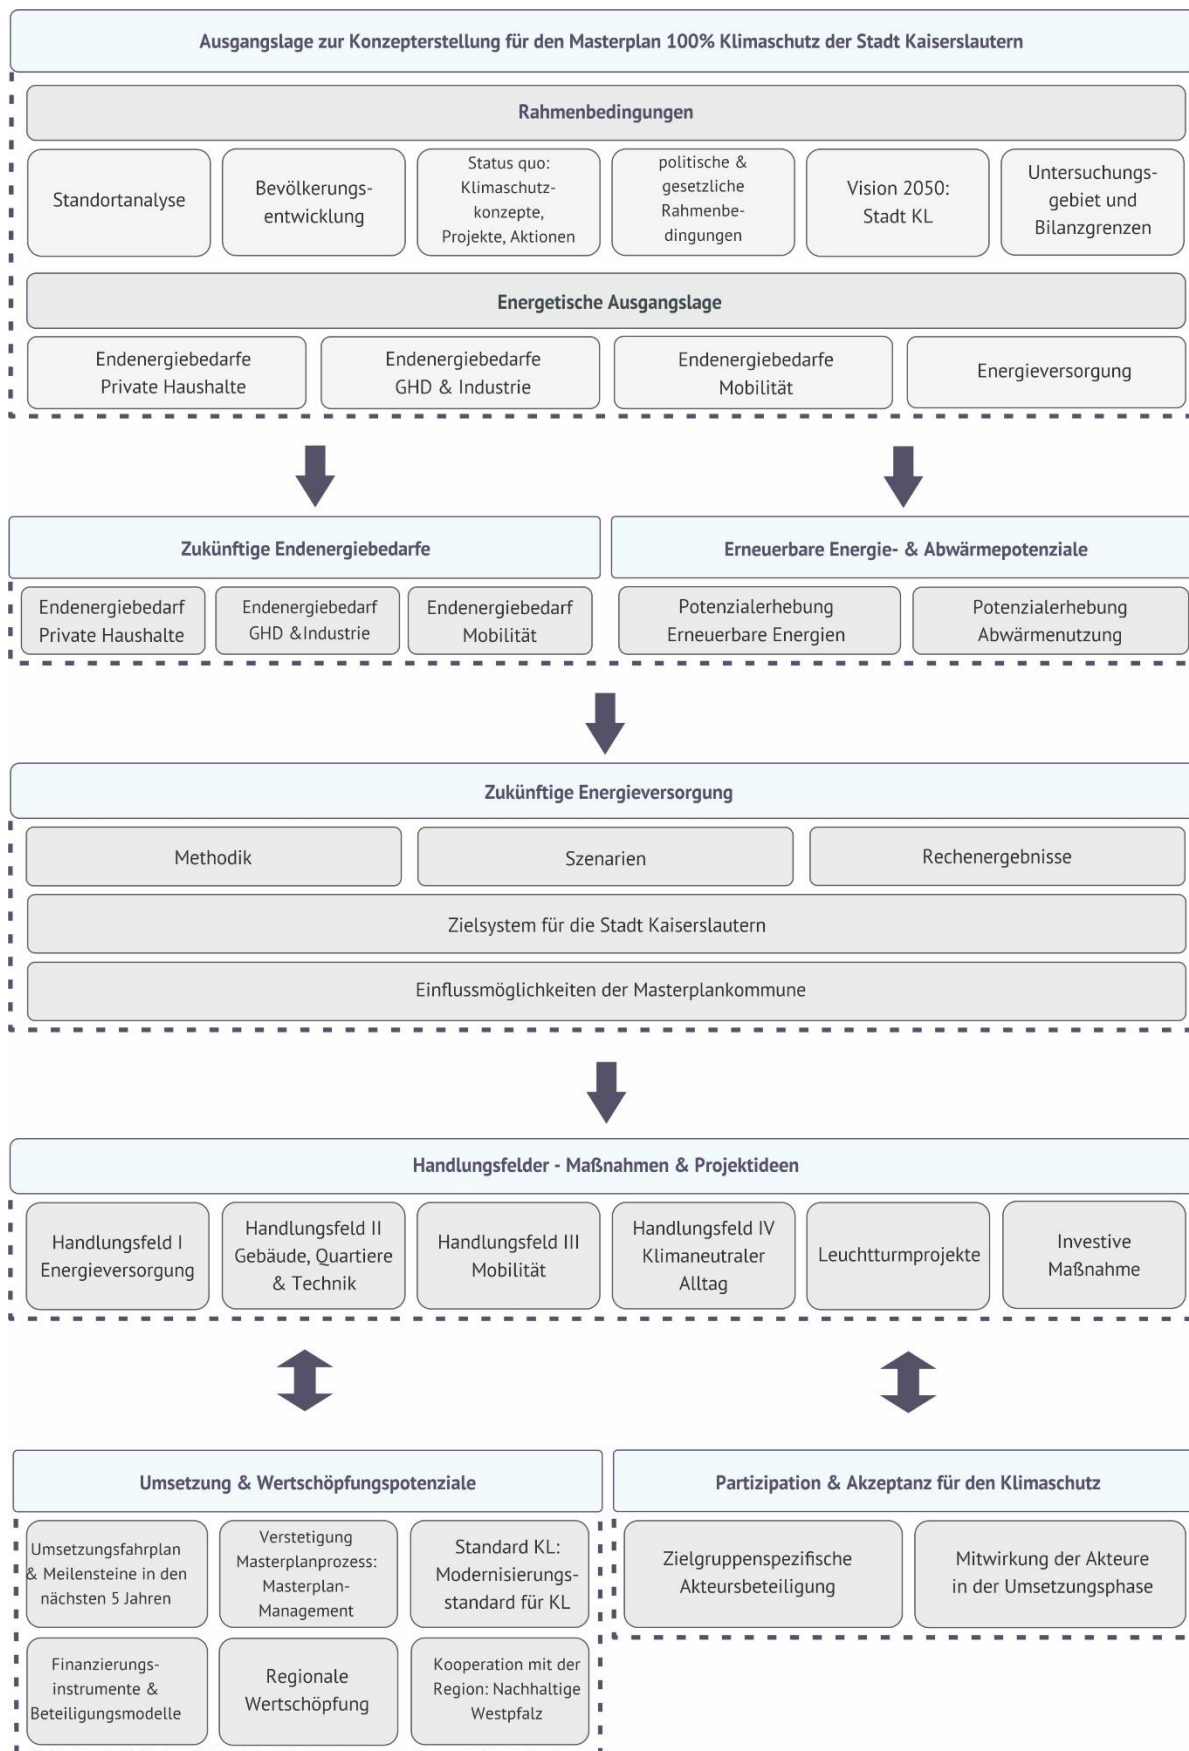 Ausgangslage zur Konzepterstellung für den Masterplan 100% Klimaschutz der Stadt Kaiserslautern
Rahmenbedingungen
Standortanalyse
Bevölkerungs-
entwicklung
Status quo:
Klimaschutz-
konzepte,
Projekte, Aktionen
politische &
gesetzliche
Rahmenbe-
dingungen
Vision 2050:
Stadt KL
Untersuchungs-
gebiet und
Bilanzgrenzen
Energetische Ausgangslage
Endenergiebedarfe
Private Haushalte
Endenergiebedarfe
GHD & Industrie
Endenergiebedarfe
Mobilität
Energieversorgung
Zukünftige Endenergiebedarfe
Endenergiebedarf
Private Haushalte
Endenergiebedarf
GHD &Industrie
Endenergiebedarf
Mobilität
Erneuerbare Energie- & Abwärmepotenziale
Potenzialerhebung
Erneuerbare Energien
Potenzialerhebung
Abwärmenutzung
Zukünftige Energieversorgung
Methodik
Szenarien
Rechenergebnisse
Zielsystem für die Stadt Kaiserslautern
Einflussmöglichkeiten der Masterplankommune
Handlungsfelder - Maßnahmen & Projektideen
Handlungsfeld I
Energieversorgung
Handlungsfeld II
Gebäude, Quartiere
& Technik
Handlungsfeld III
Mobilität
Handlungsfeld IV
Klimaneutraler
Alltag
Leuchtturmprojekte
Investive
Maßnahme
Umsetzung & Wertschöpfungspotenziale
Umsetzungsfahrplan
& Meilensteine in den
nächsten 5 Jahren
Verstetigung
Masterplanprozess:
Masterplan-
Management
Standard KL:
Modernisierungs-
standard für KL
Finanzierungs-
instrumente &
Beteiligungsmodelle
Regionale
Wertschöpfung
Kooperation mit der
Region: Nachhaltige
Westpfalz
Partizipation & Akzeptanz für den Klimaschutz
Zielgruppenspezifische
Akteursbeteiligung
Mitwirkung der Akteure
in der Umsetzungsphase